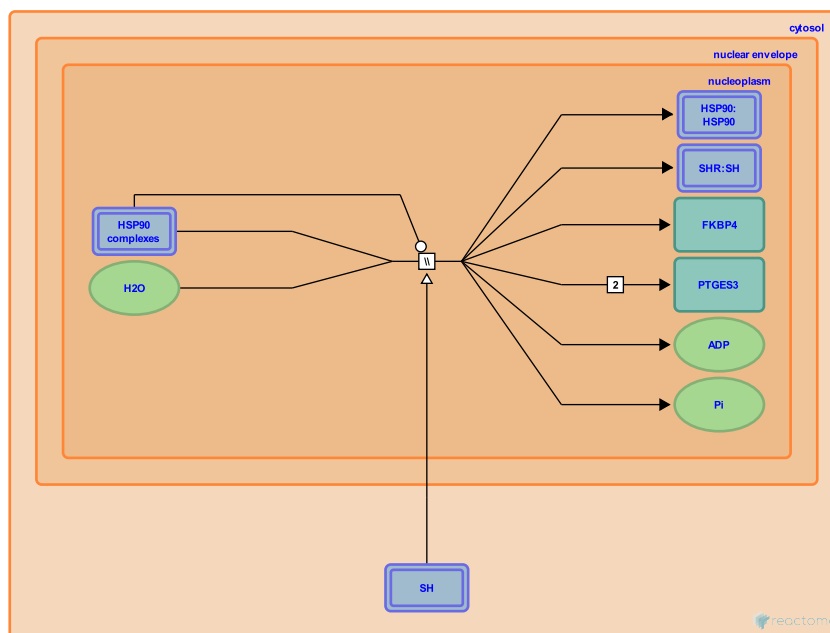 cytosol
nuclear envelope
nucleoplasm
HSP90:
HSP90
SHR:SH
HSP90
complexes
FKBP4
\\
H2O
2
PTGES3
ADP
Pi
SH
reactome